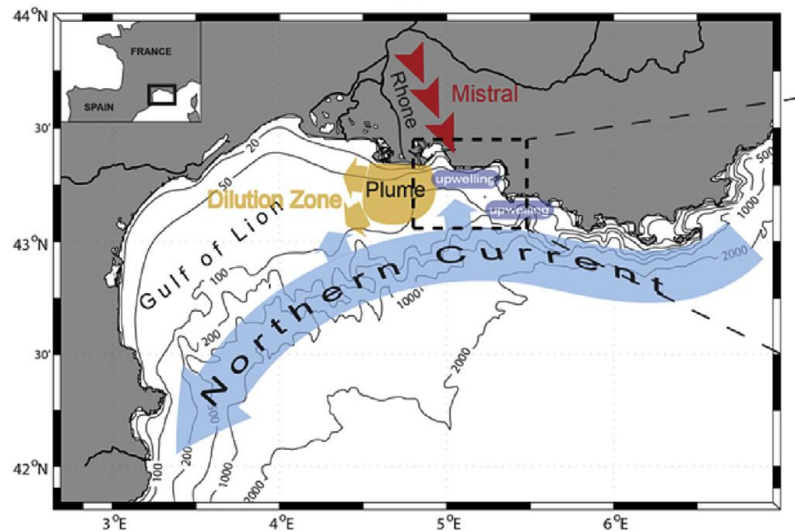 44°N
FRANCE
SPAIN
Rhone
Mistral
30'
20
50
upwelling
Plume
Dilution Zone
upwelling
500
1000
2000
43°N
Gulf of Lion
100
200
1000
Northern Current
30'
2000
500
42°N
100
200
1000
2000
3°E
4°E
5°E
6°E